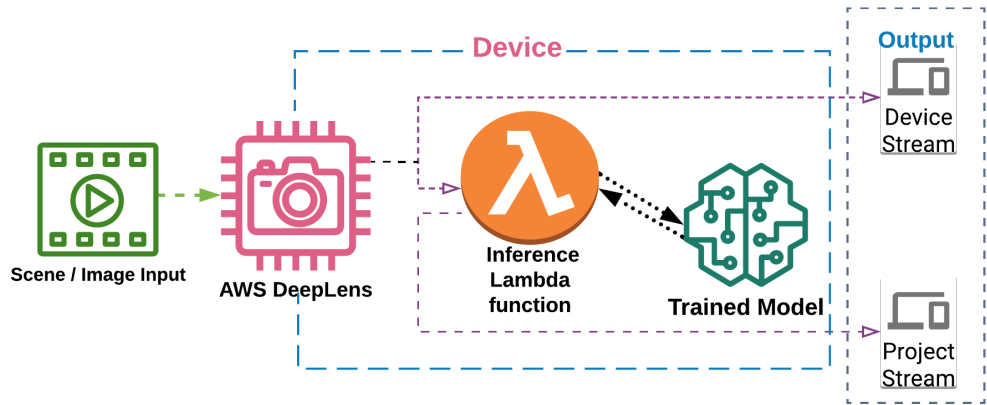 Device
Output
Device
Stream
Scene / Image Input
AWS DeepLens
Inference
Lambda
function
Trained Model
Project
Stream